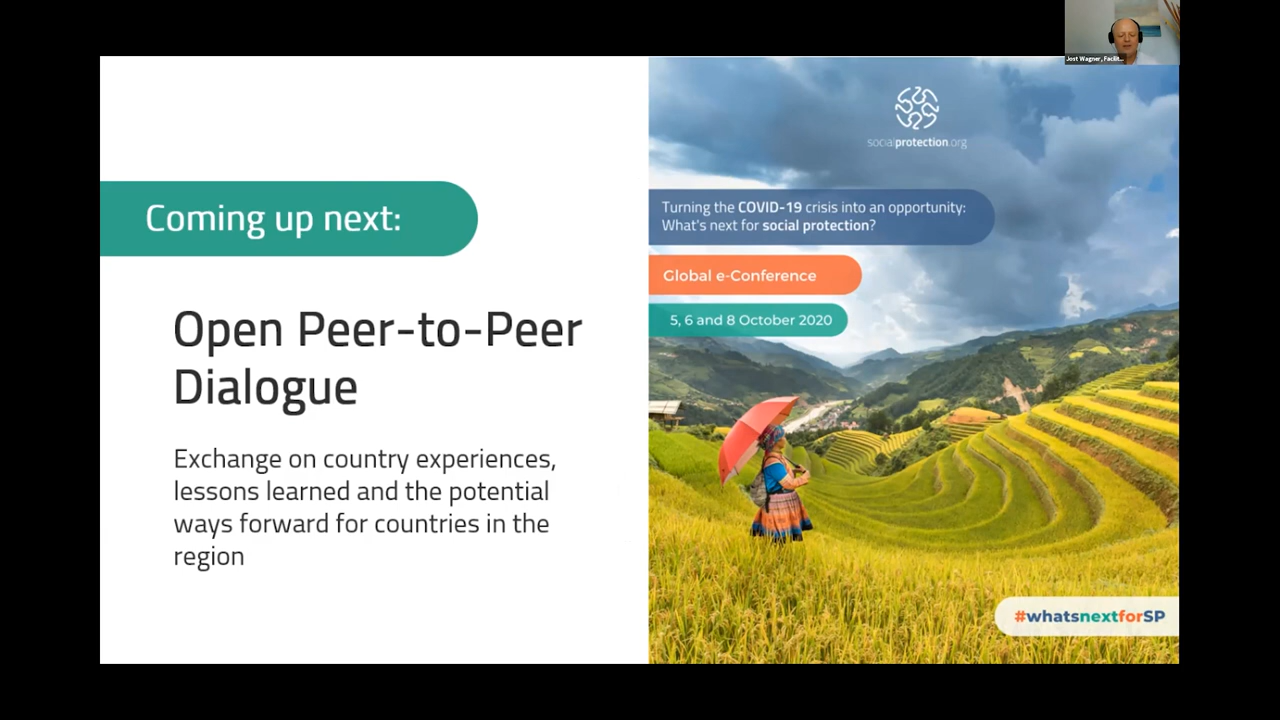 Jost Wagner, Facilit...
socialprotection.org
Coming up next:
Turning the COVID-19 crisis into an opportunity:
What's next for social protection?
Global e-Conference
5, 6 and 8 October 2020
Open Peer-to-Peer
Dialogue
Exchange on country experiences,
lessons learned and the potential
ways forward for countries in the
region
#whatsnextforSP